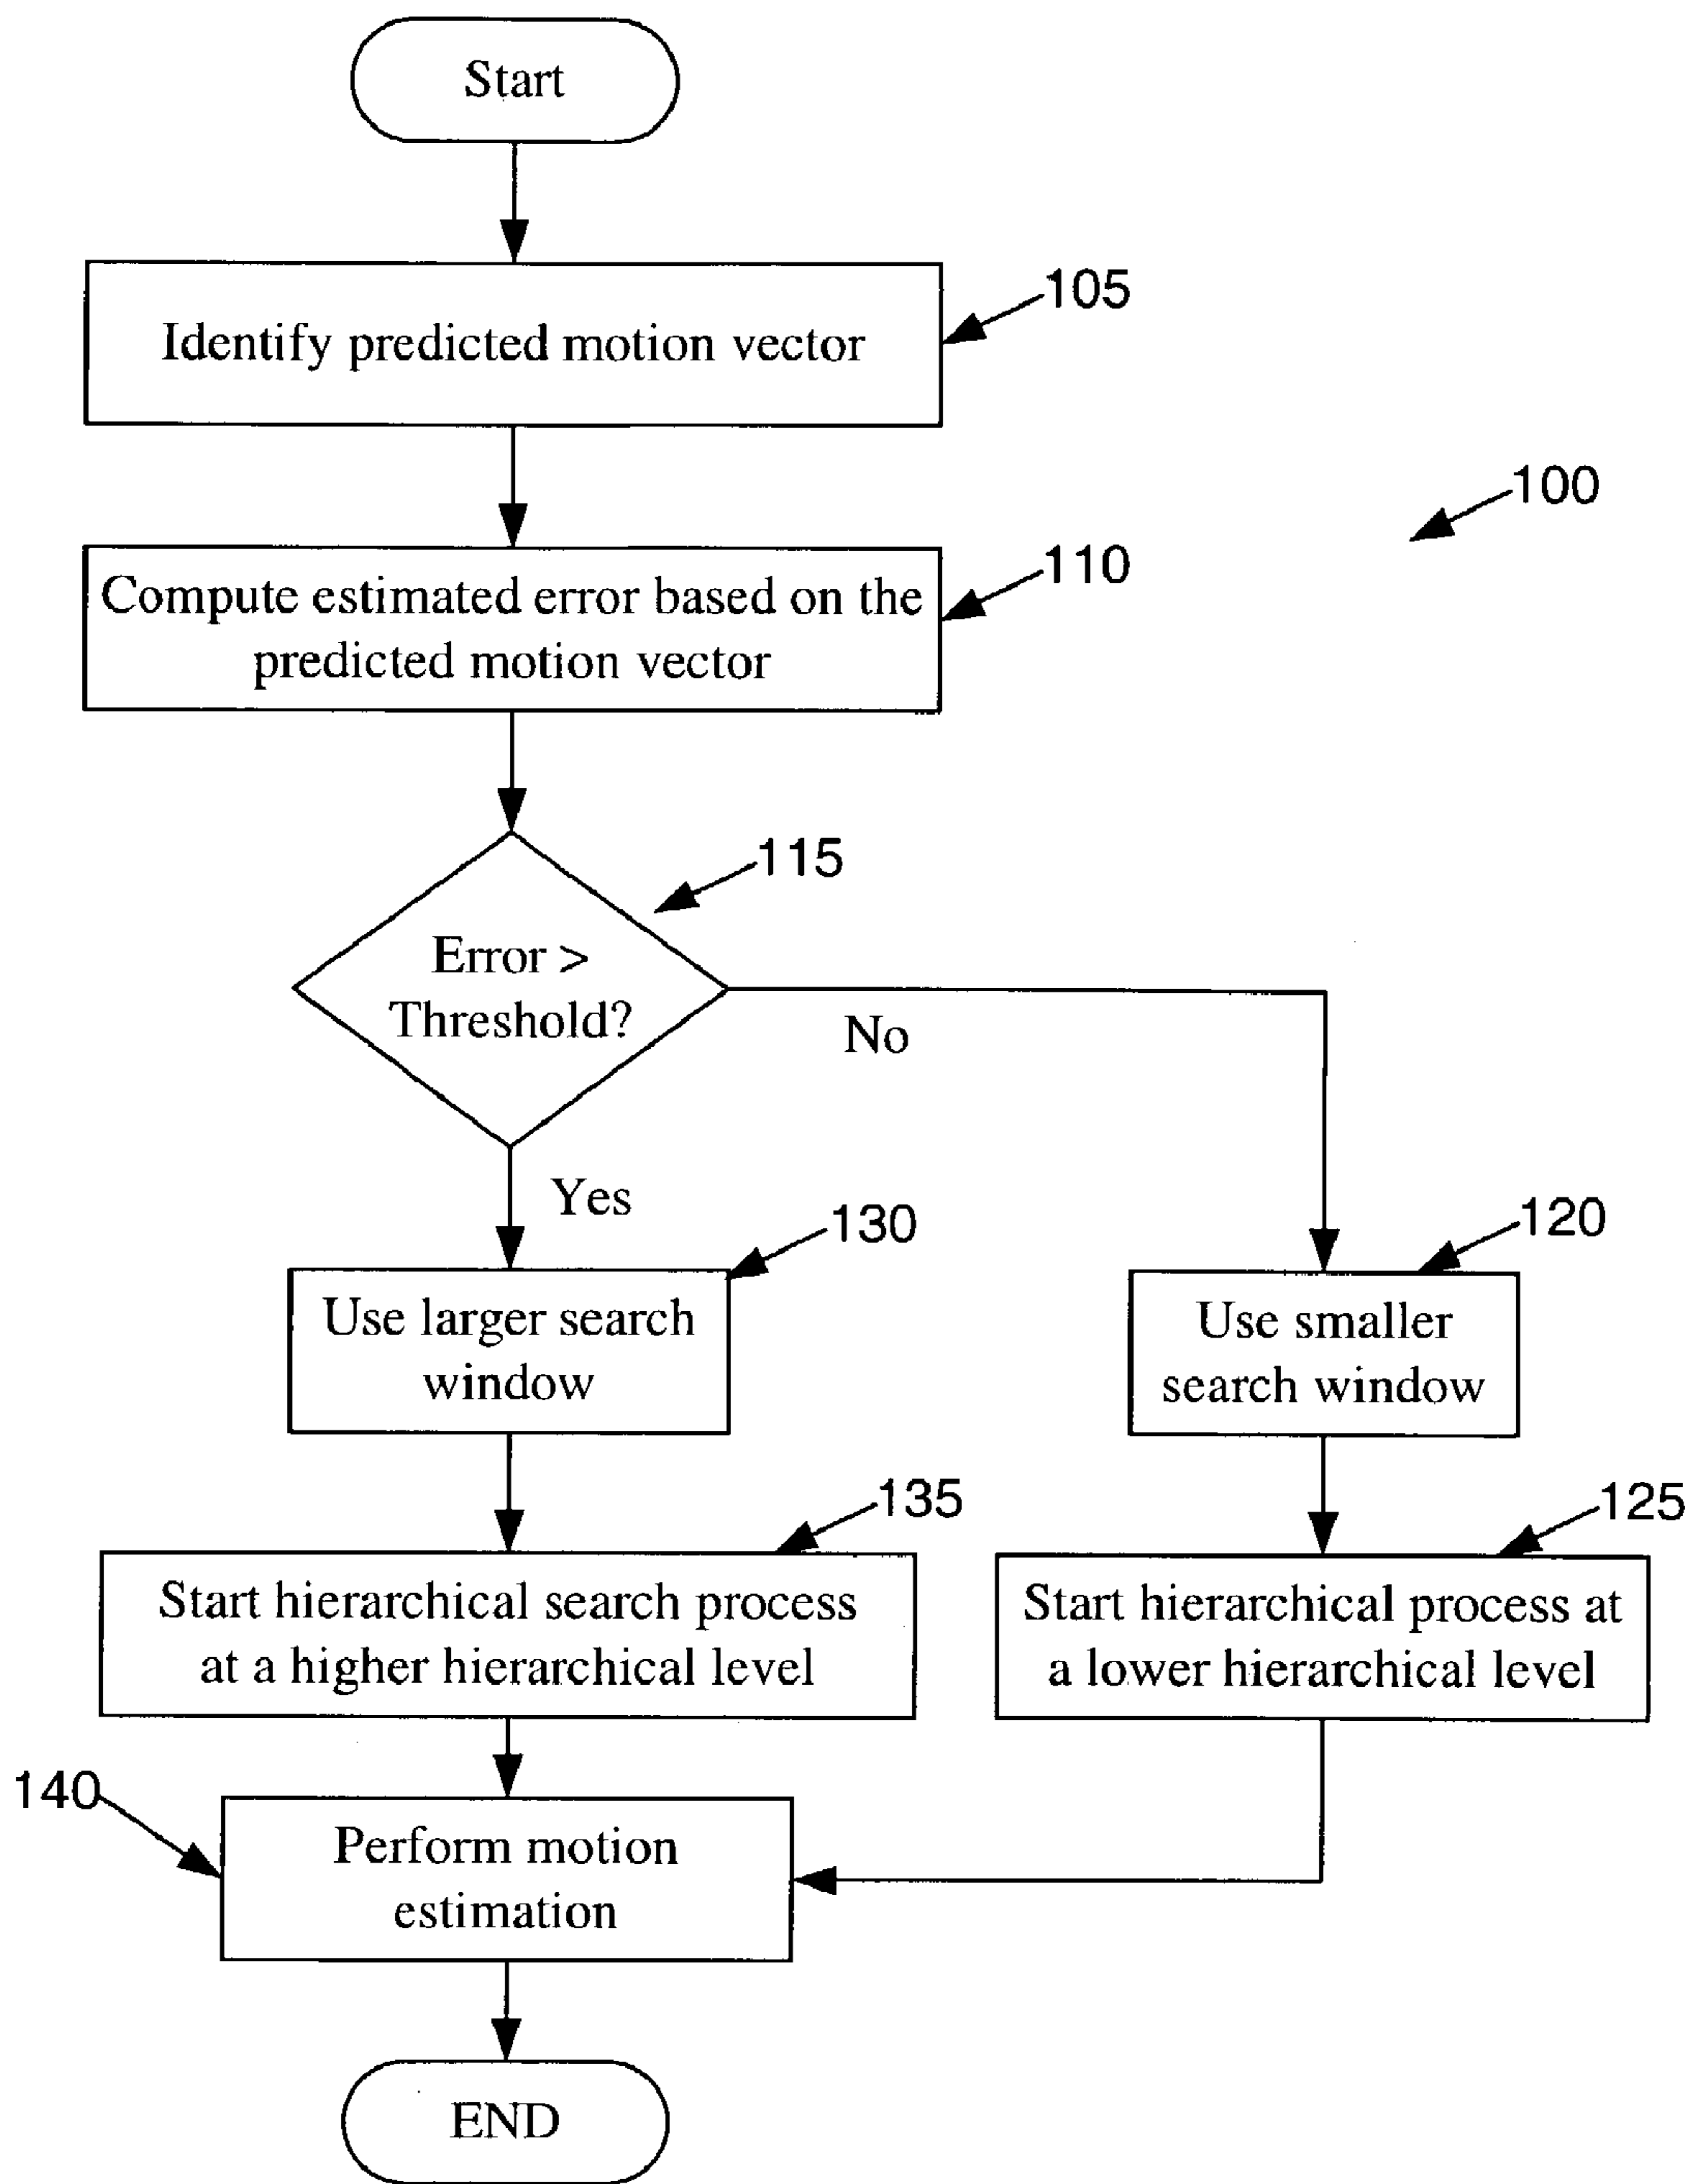 Start
105
Identify predicted motion vector
100
110
Compute estimated error based on the
predicted motion vector
115
Error >
Threshold?
No
Yes
130
Use larger search
window
120
Use smaller
search window
135
Start hierarchical search process
at a higher hierarchical level
125
Start hierarchical process at
a lower hierarchical level
140
Perform motion
estimation
END